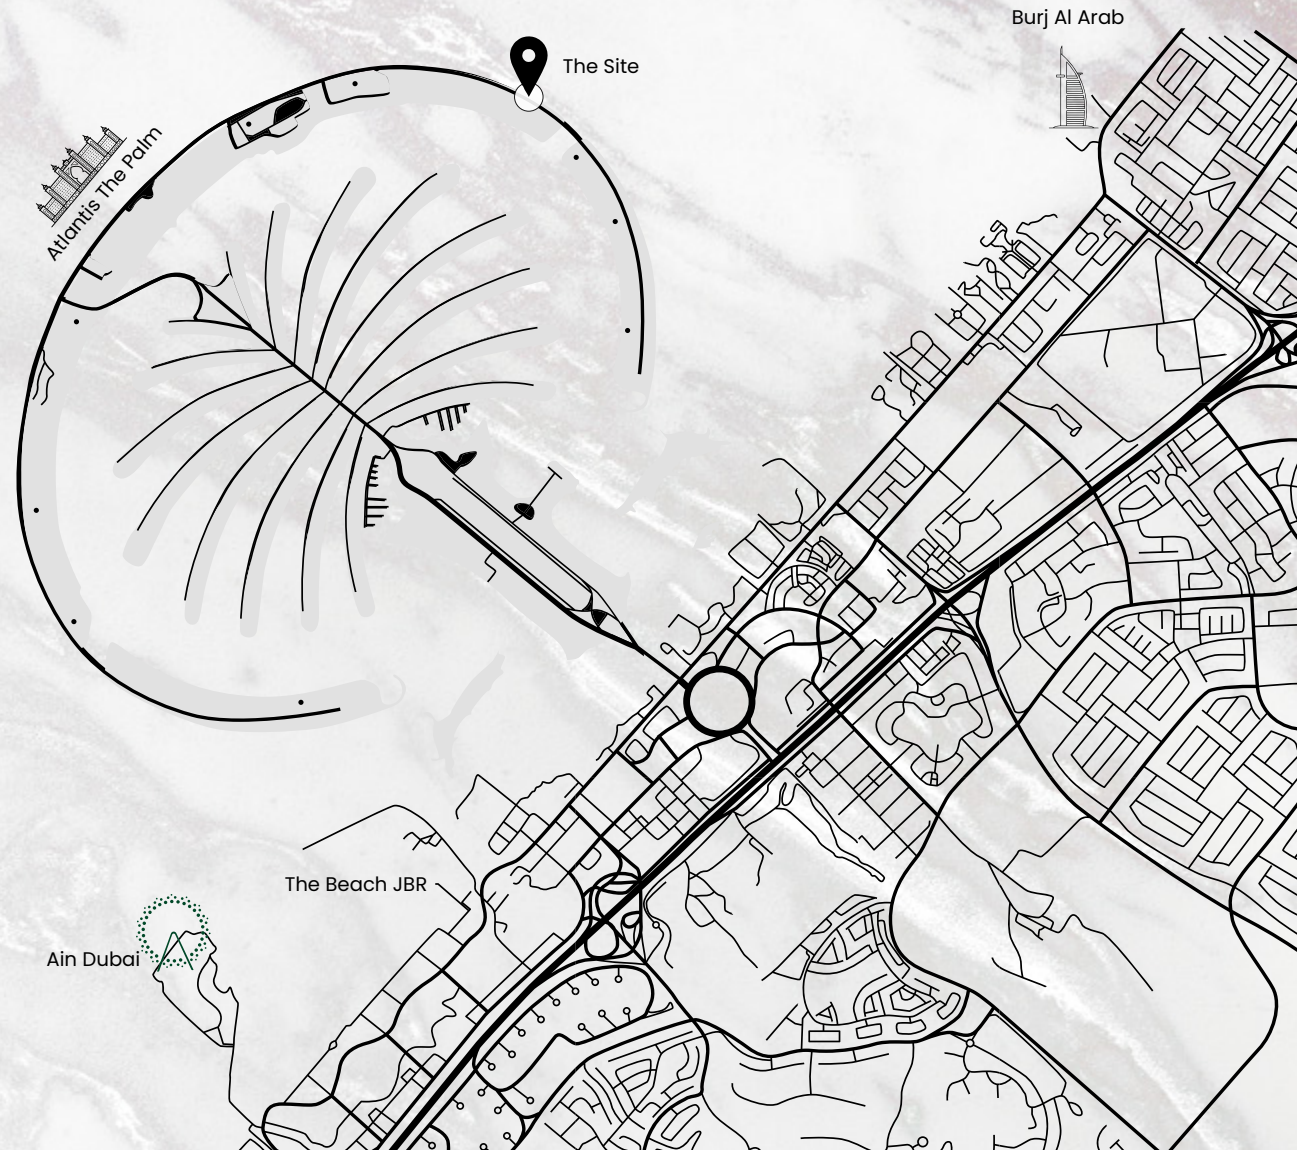 Burj Al Arab
The Site
Atlantis The Palm
The Beach JBR
Ain Dubai